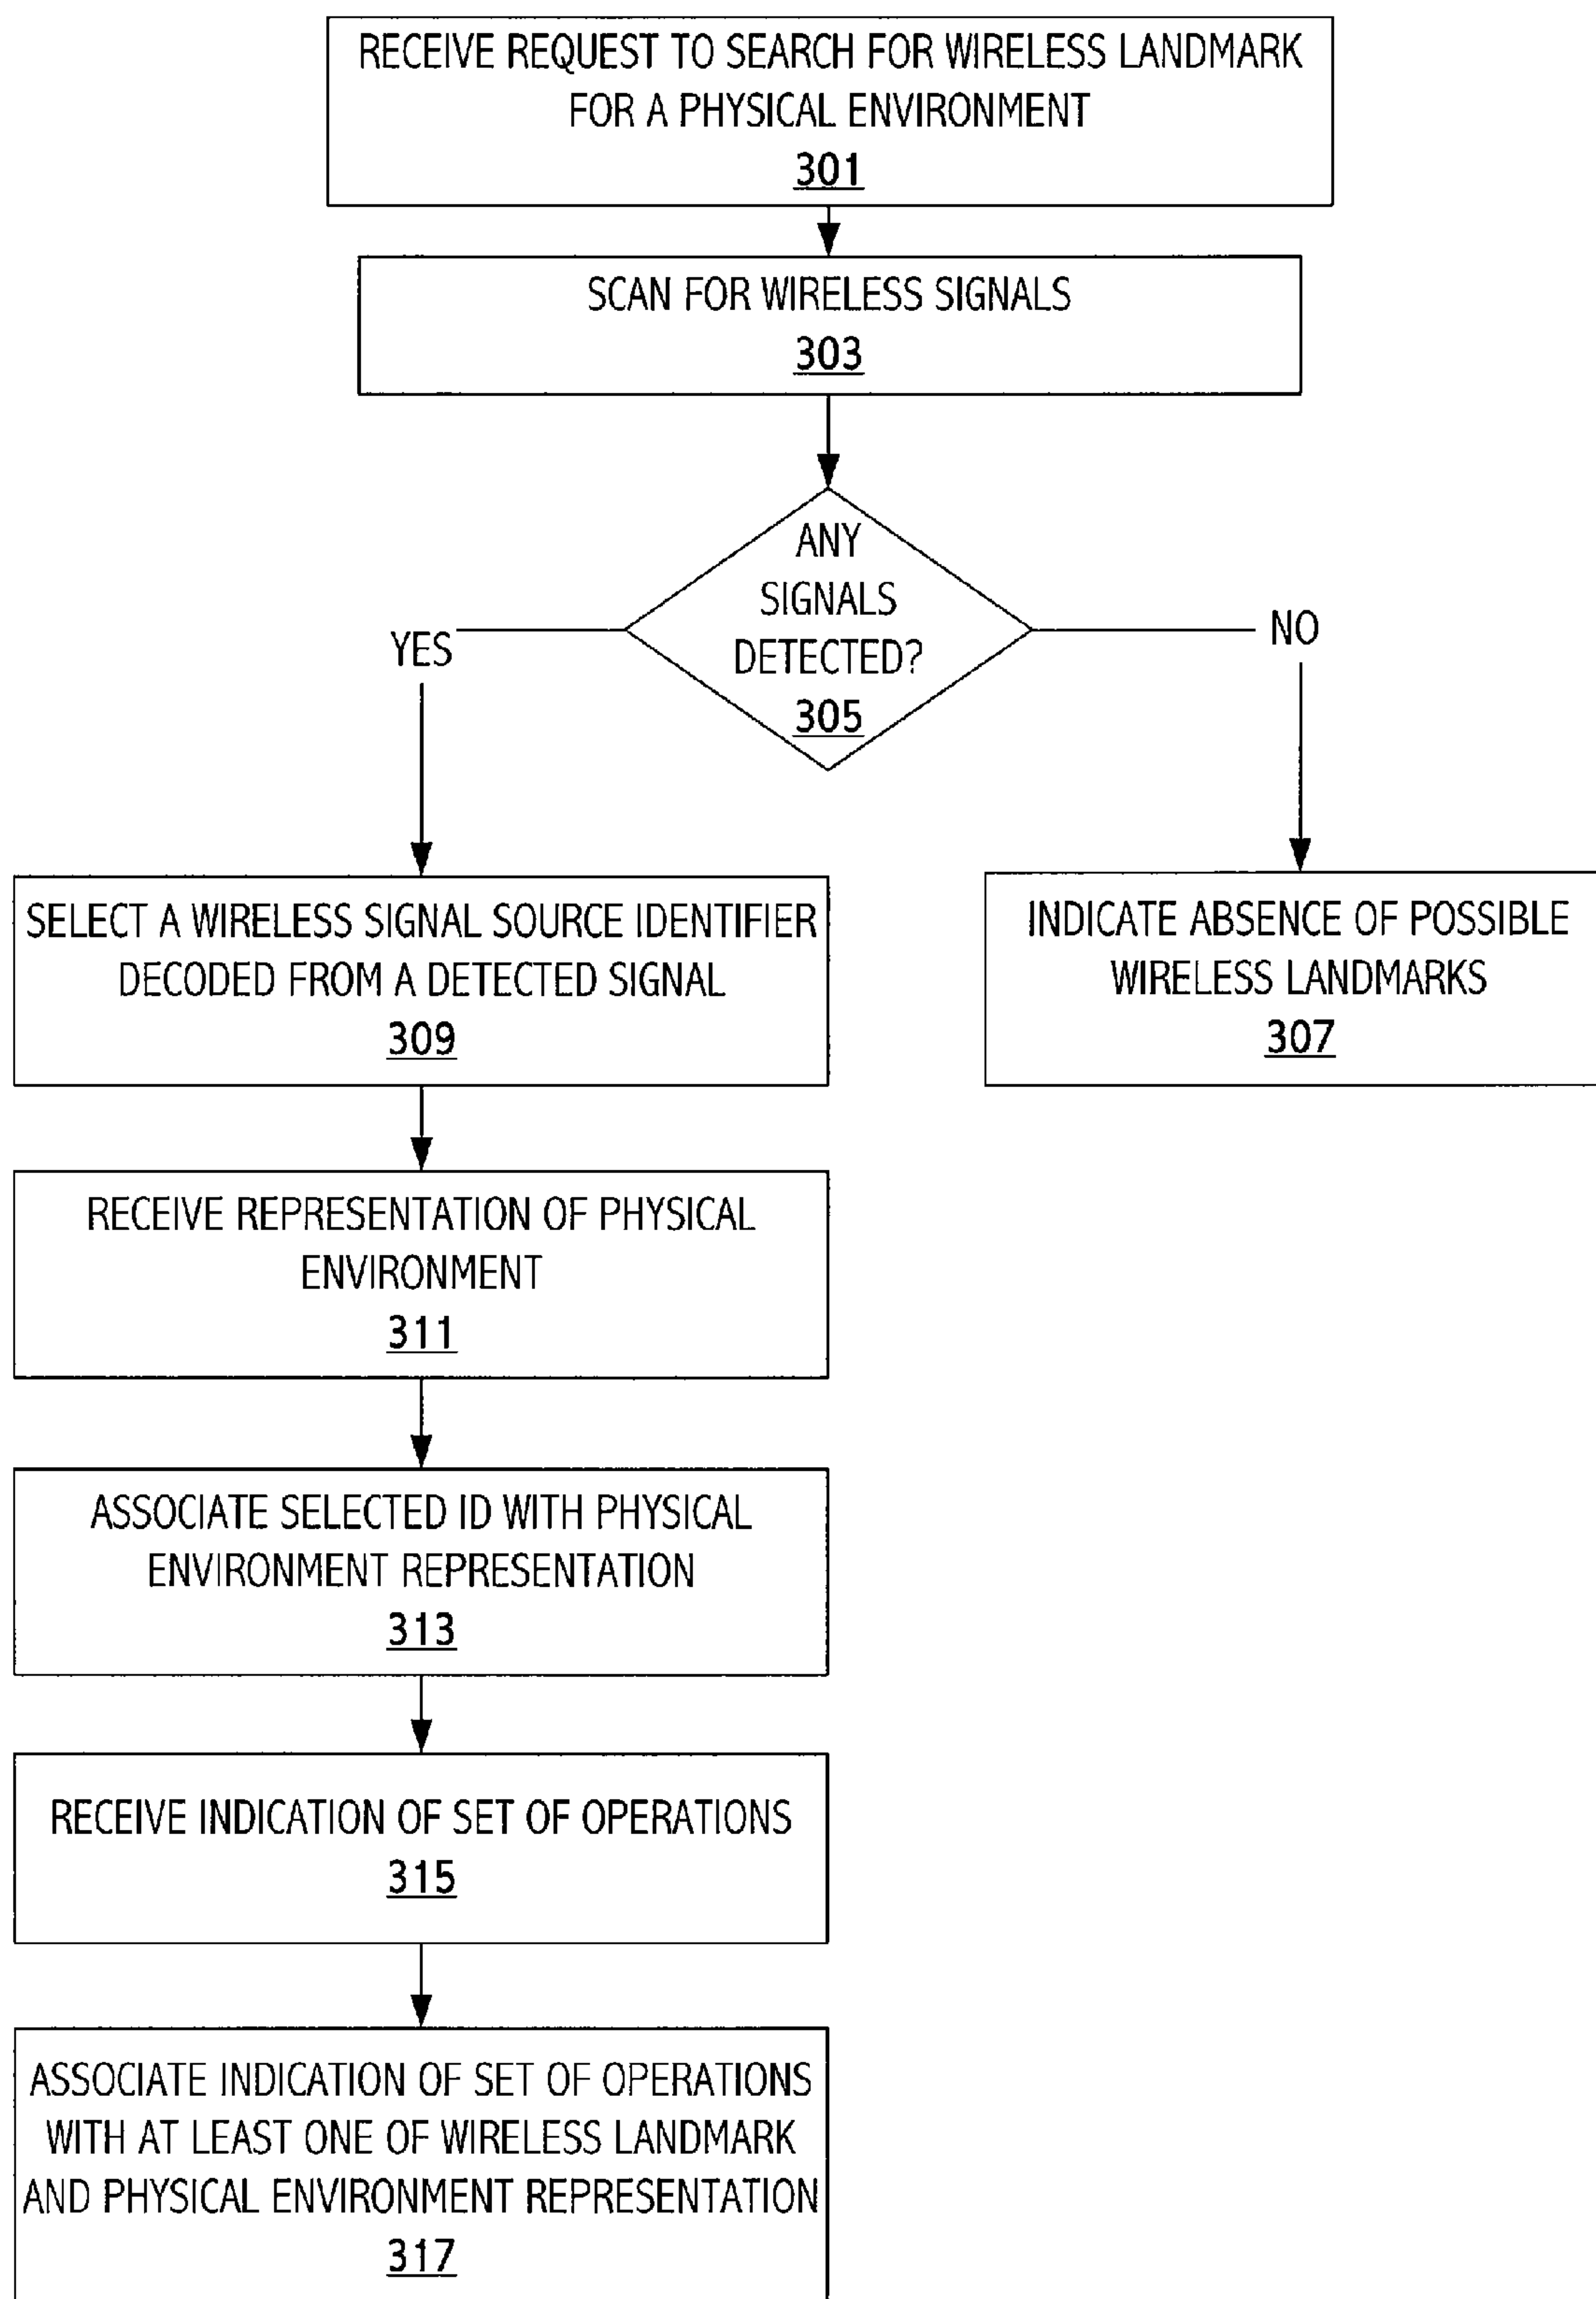 RECEIVE REQUEST TO SEARCH FOR WIRELESS LANDMARK
FOR A PHYSICAL ENVIRONMENT
301
SCAN FOR WIRELESS SIGNALS
303
ANY
SIGNALS
DETECTED?
305
YES
NO
SELECT A WIRELESS SIGNAL SOURCE IDENTIFIER
DECODED FROM A DETECTED SIGNAL
309
INDICATE ABSENCE OF POSSIBLE
WIRELESS LANDMARKS
307
RECEIVE REPRESENTATION OF PHYSICAL
ENVIRONMENT
311
ASSOCIATE SELECTED ID WITH PHYSICAL
ENVIRONMENT REPRESENTATION
313
RECEIVE INDICATION OF SET OF OPERATIONS
315
ASSOCIATE INDICATION OF SET OF OPERATIONS
WITH AT LEAST ONE OF WIRELESS LANDMARK
AND PHYSICAL ENVIRONMENT REPRESENTATION
317